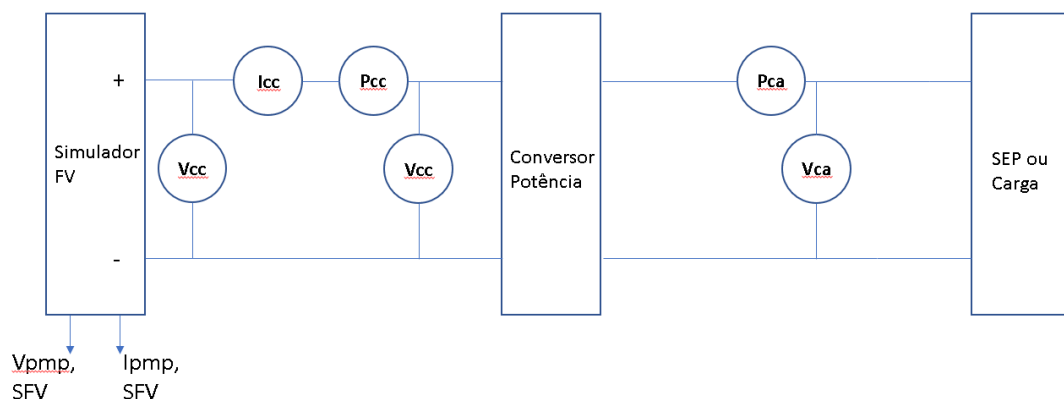 +
Icc
Pcc
Pca
Simulador
FV
Vcc
Vcc
Conversor
Potência
Vca
SEP ou
Carga
-
Vpmp,
SFV
Ipmp,
SFV